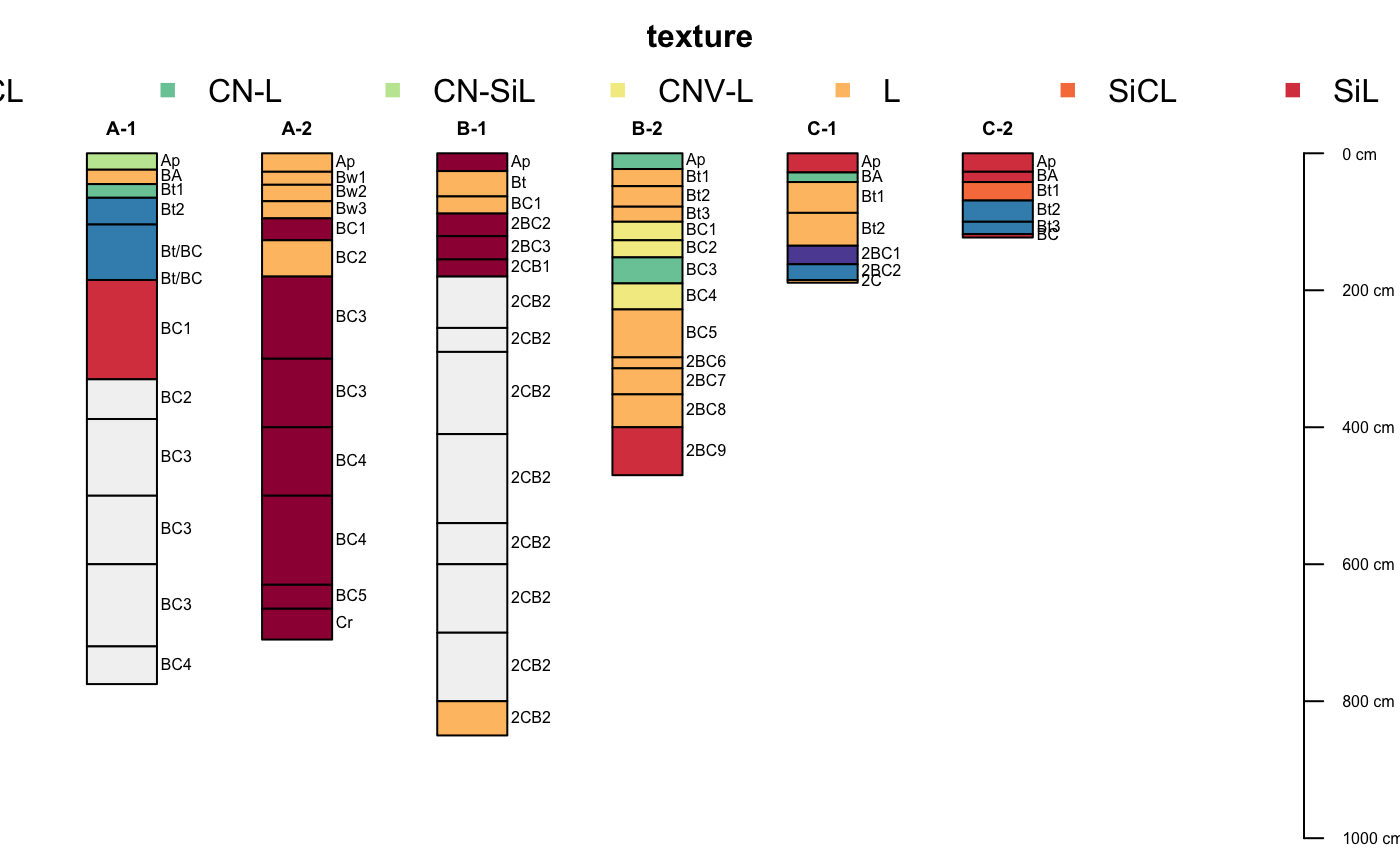 texture
CL CN-L CN-SiL CNV-L L SiCL SiL
A-1 A-2 B-1 B-2 C-1 C-2
Ap
BA
Bt1
Bt2
Bt/BC
Bt/BC
BC1
BC2
BC3
BC3
BC3
BC4
Ap
Bw1
Bw2
Bw3
BC1
BC2
BC3
BC3
BC4
BC4
BC5
Cr
Ap
Bt
BC1
2BC2
2BC3
2CB1
2CB2
2CB2
2CB2
2CB2
2CB2
2CB2
2CB2
2CB2
Ap
Bt1
Bt2
Bt3
BC1
BC2
BC3
BC4
BC5
2BC6
2BC7
2BC8
2BC9
Ap
BA
Bt1
Bt2
2BC1
2BC2
2C
Ap
BA
Bt1
Bt2
Bt3
BC
0 cm
200 cm
400 cm
600 cm
800 cm
1000 cm